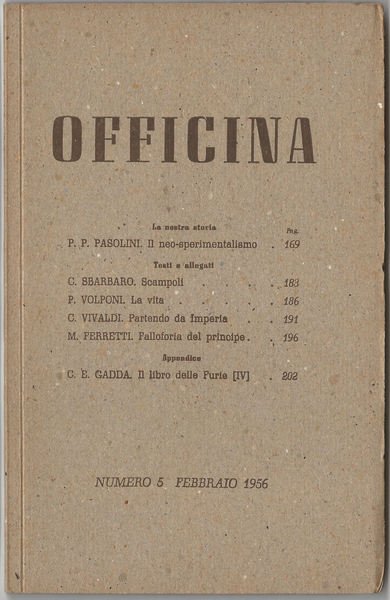 OFFICINA
La nostra storia Pag.
P. P. PASOLINI. Il neo-sperimentalismo . 169
Testi e allegati
C. SBARBARO. Scampoli . . . . . 183
P. VOLPONI. La vita . . . . . 186
C. VIVALDI. Partendo da Imperia . . . 191
M. FERRETTI. Falloforia del principe . . . 196
Appendice
C. E. GADDA. Il libro delle Furie [IV] . . 202
NUMERO 5 FEBBRAIO 1956